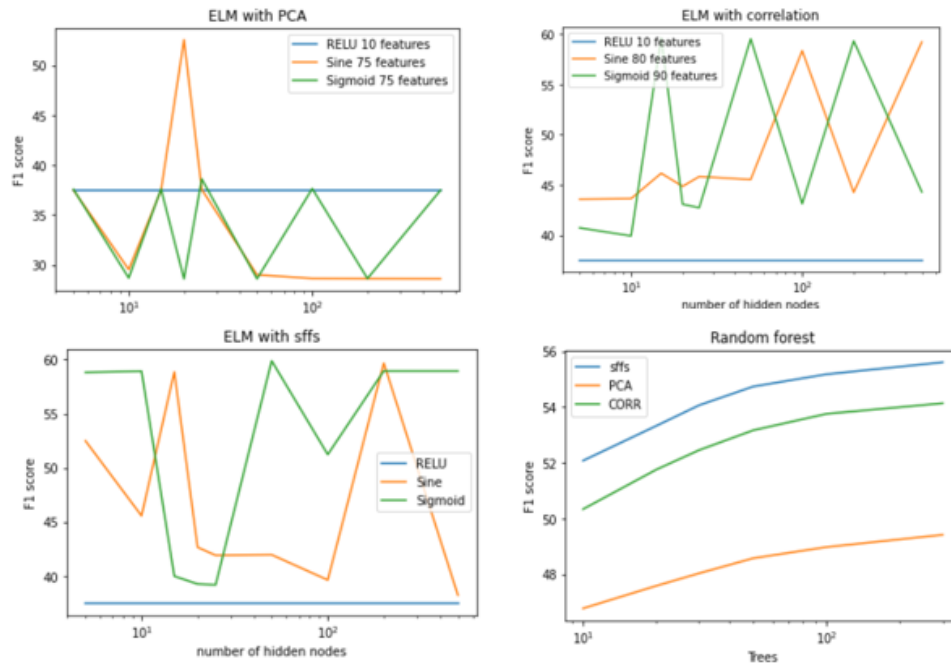 ELM with PCA
F1 score
50
45
40
35
30
RELU 10 features
Sine 75 features
Sigmoid 75 features
10¹
10²
ELM with correlation
F1 score
60
55
50
45
40
RELU 10 features
Sine 80 features
Sigmoid 90 features
10¹
10²
number of hidden nodes
ELM with sffs
F1 score
60
55
50
45
40
RELU
Sine
Sigmoid
10¹
10²
number of hidden nodes
Random forest
F1 score
56
54
52
50
48
sffs
PCA
CORR
10¹
10²
Trees